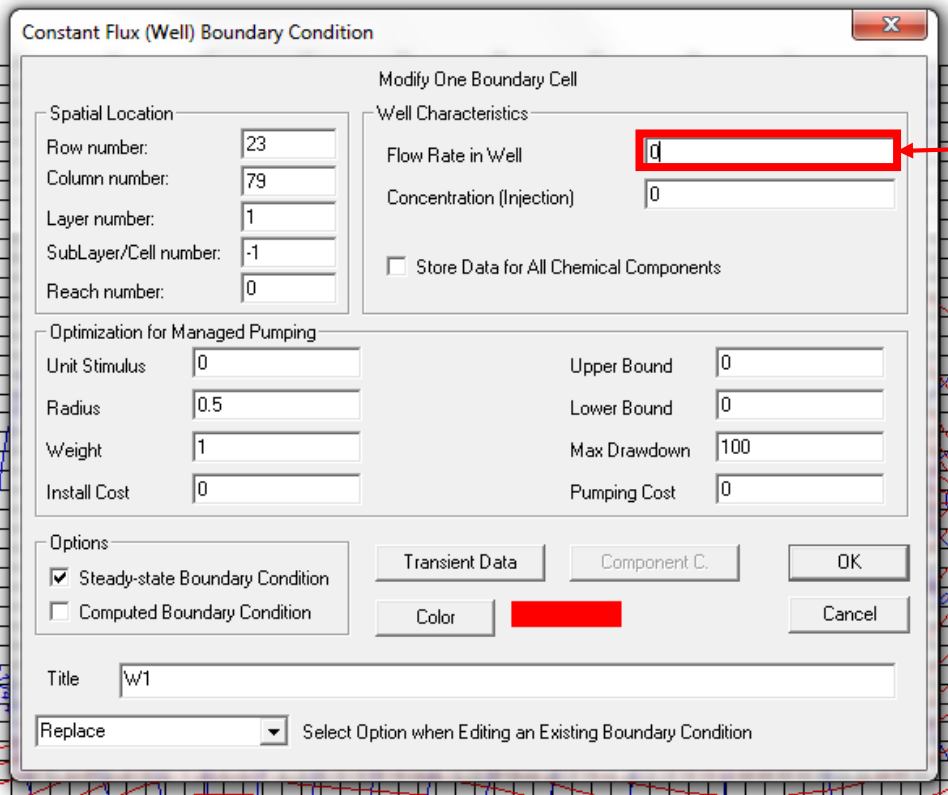 Constant Flux (Well) Boundary Condition
Modify One Boundary Cell
Spatial Location
Row number: 23
Column number: 79
Layer number: 1
SubLayer/Cell number: -1
Reach number: 0
Well Characteristics
Flow Rate in Well 0
Concentration (Injection) 0
Store Data for All Chemical Components
Optimization for Managed Pumping
Unit Stimulus 0 Upper Bound 0
Radius 0.5 Lower Bound 0
Weight 1 Max Drawdown 100
Install Cost 0 Pumping Cost 0
Options
Steady-state Boundary Condition
Computed Boundary Condition
Transient Data Component C. OK
Color Cancel
Title W1
Replace Select Option when Editing an Existing Boundary Condition